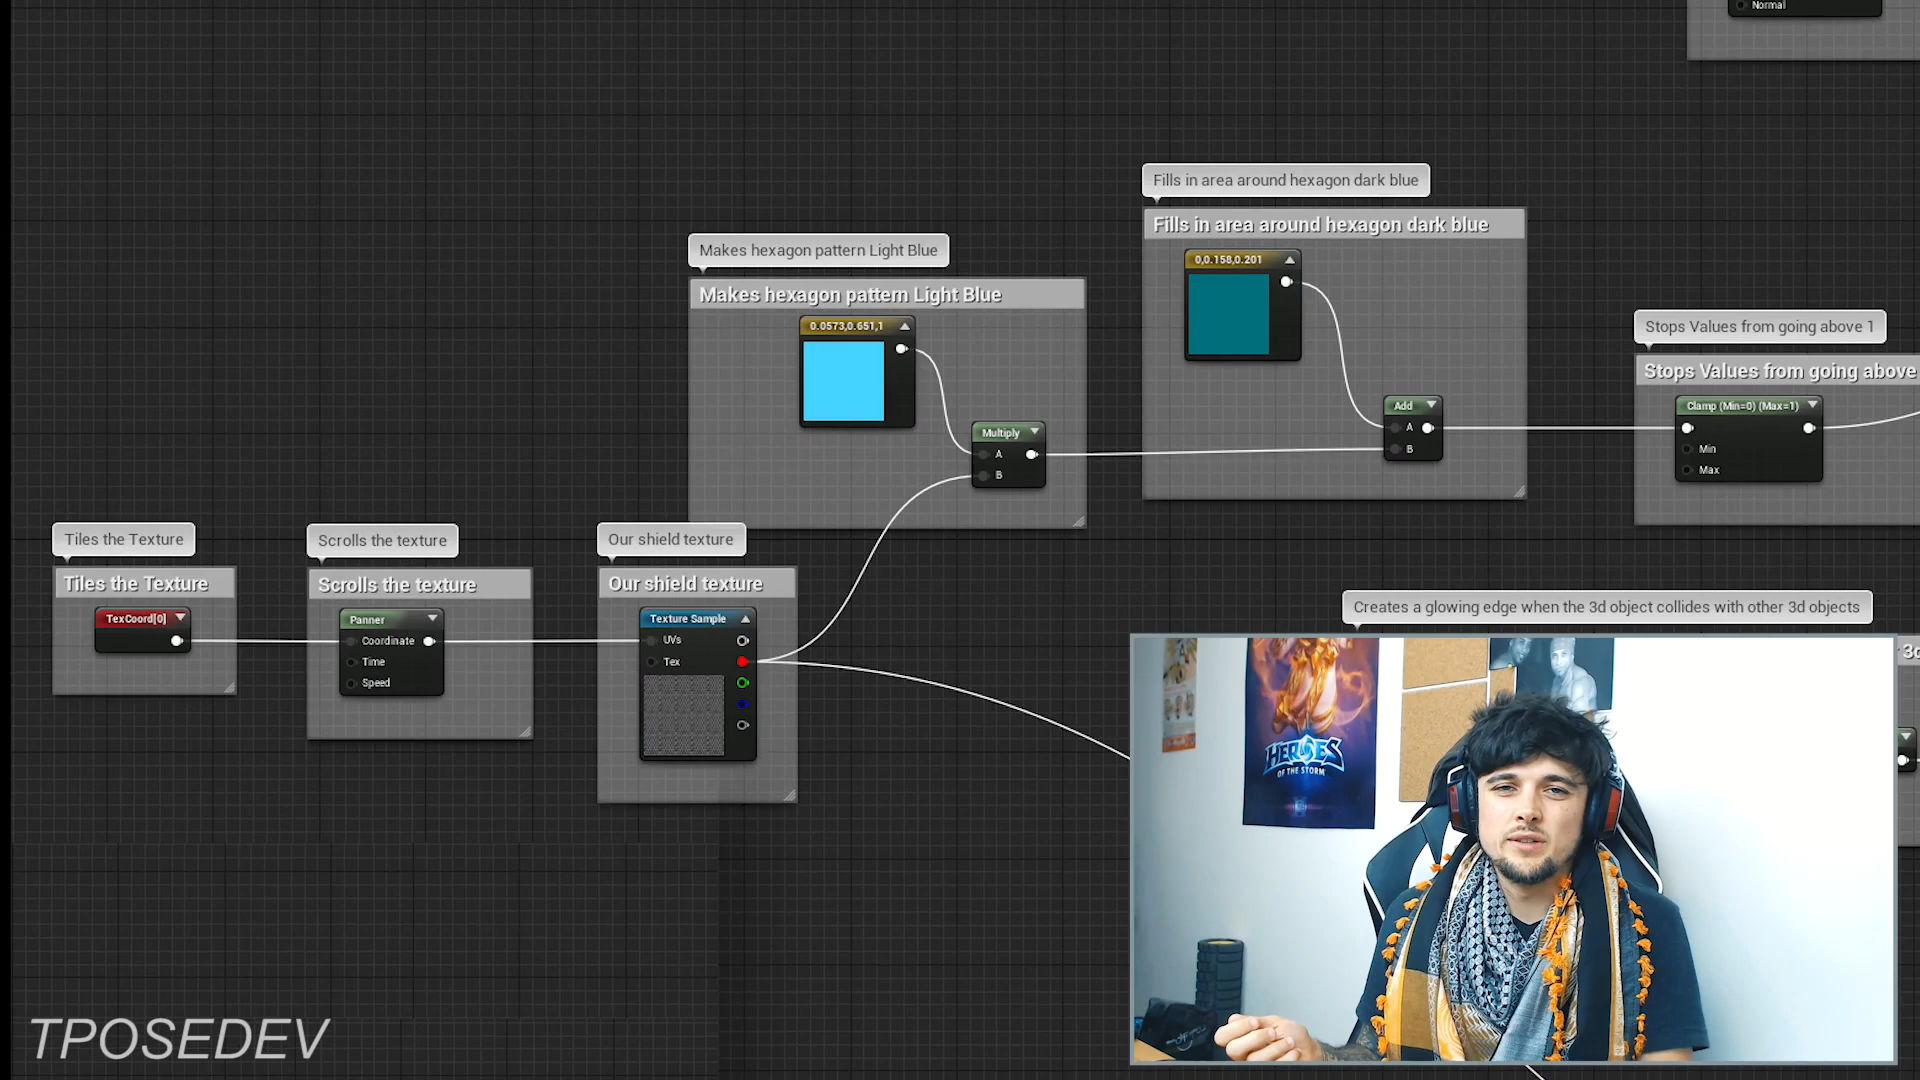 Normal
Fills in area around hexagon dark blue
Fills in area around hexagon dark blue
0,0.158,0.201
Add
A
B
Makes hexagon pattern Light Blue
Makes hexagon pattern Light Blue
0.0573,0.651,1
Multiply
A
B
Stops Values from going above 1
Stops Values from going above
Clamp (Min=0) (Max=1)
Min
Max
Tiles the Texture
Tiles the Texture
TexCoord[0]
Scrolls the texture
Scrolls the texture
Panner
Coordinate
Time
Speed
Our shield texture
Our shield texture
Texture Sample
UVs
Tex
Creates a glowing edge when the 3d object collides with other 3d objects
HEROES
OF THE STORM
TPOSEDEV